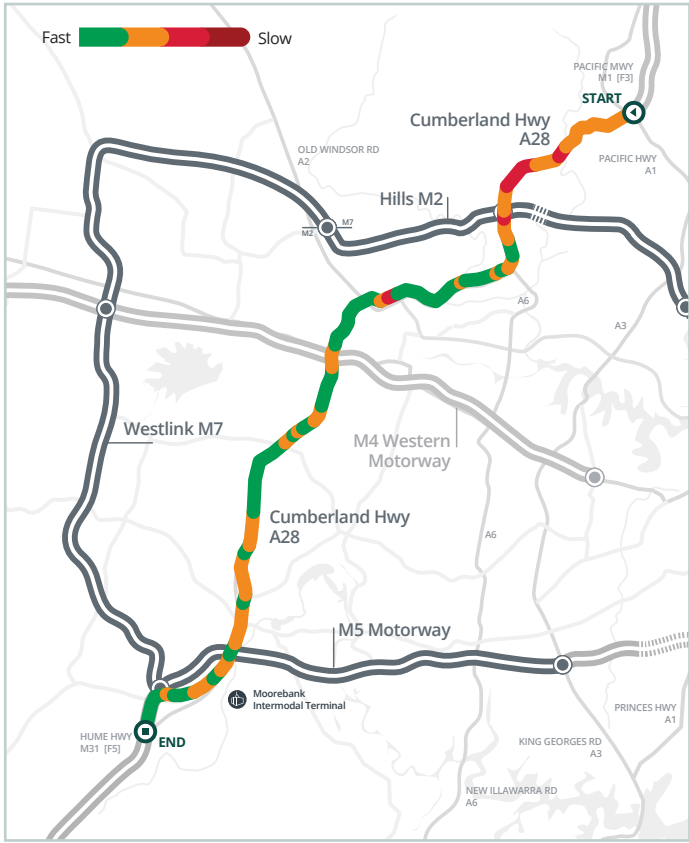 Fast
Slow
PACIFIC MWY
M1 [F3]
START
Cumberland Hwy
A28
OLD WINDSOR RD
A2
PACIFIC HWY
A1
Hills M2
M7
M2
A6
A3
Westlink M7
M4 Western
Motorway
Cumberland Hwy
A28
A6
M5 Motorway
Moorebank
Intermodal Terminal
PRINCES HWY
A1
HUME HWY
M31 [F5]
END
KING GEORGES RD
A3
NEW ILLAWARRA RD
A6